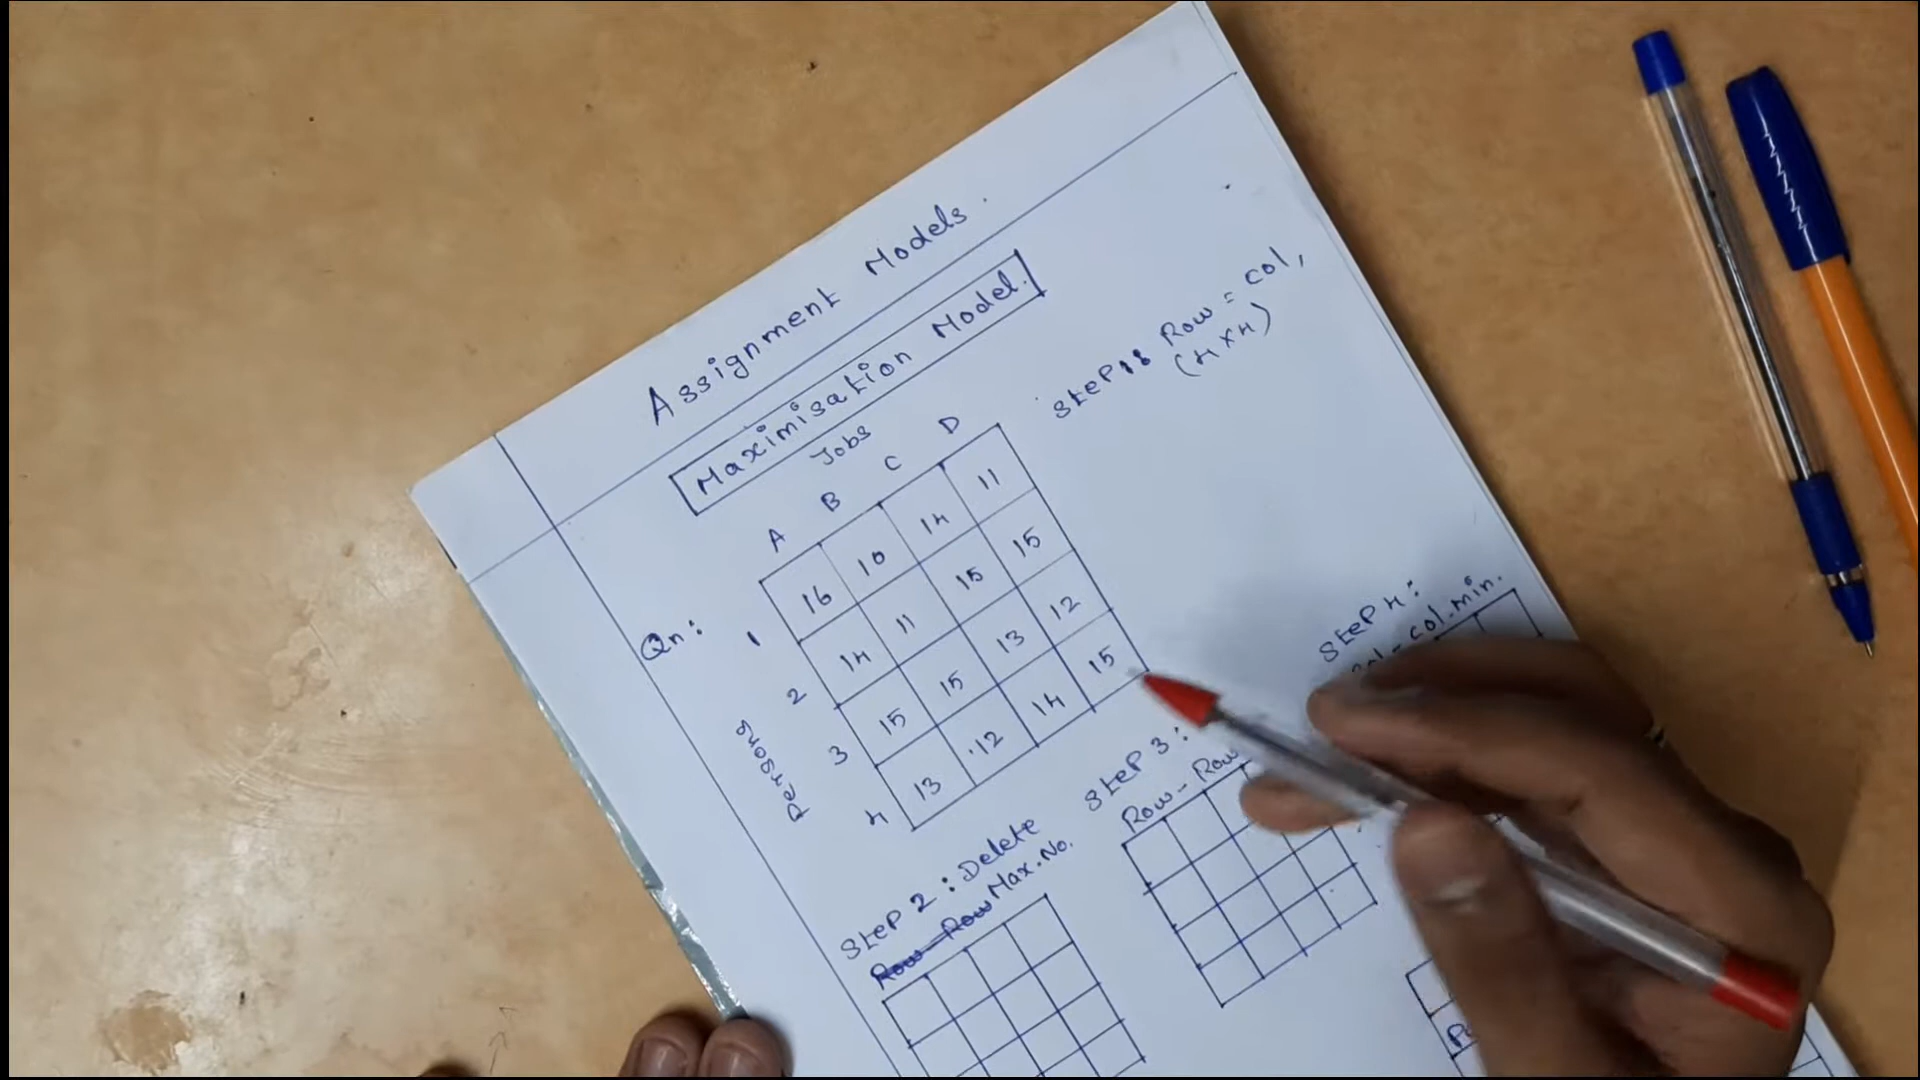 Assignment Models.
Maximisation Model.
Jobs
A B C D
Qn:
Persons
1 16 10 14 11
2 14 11 15 15
3 15 15 13 12
4 13 12 14 15
Step 1: Row = Col,
(4 x 4)
Step 2: Delete
Row - Row Max. No.
Step 3:
Row - Row
Step 4:
col. min.